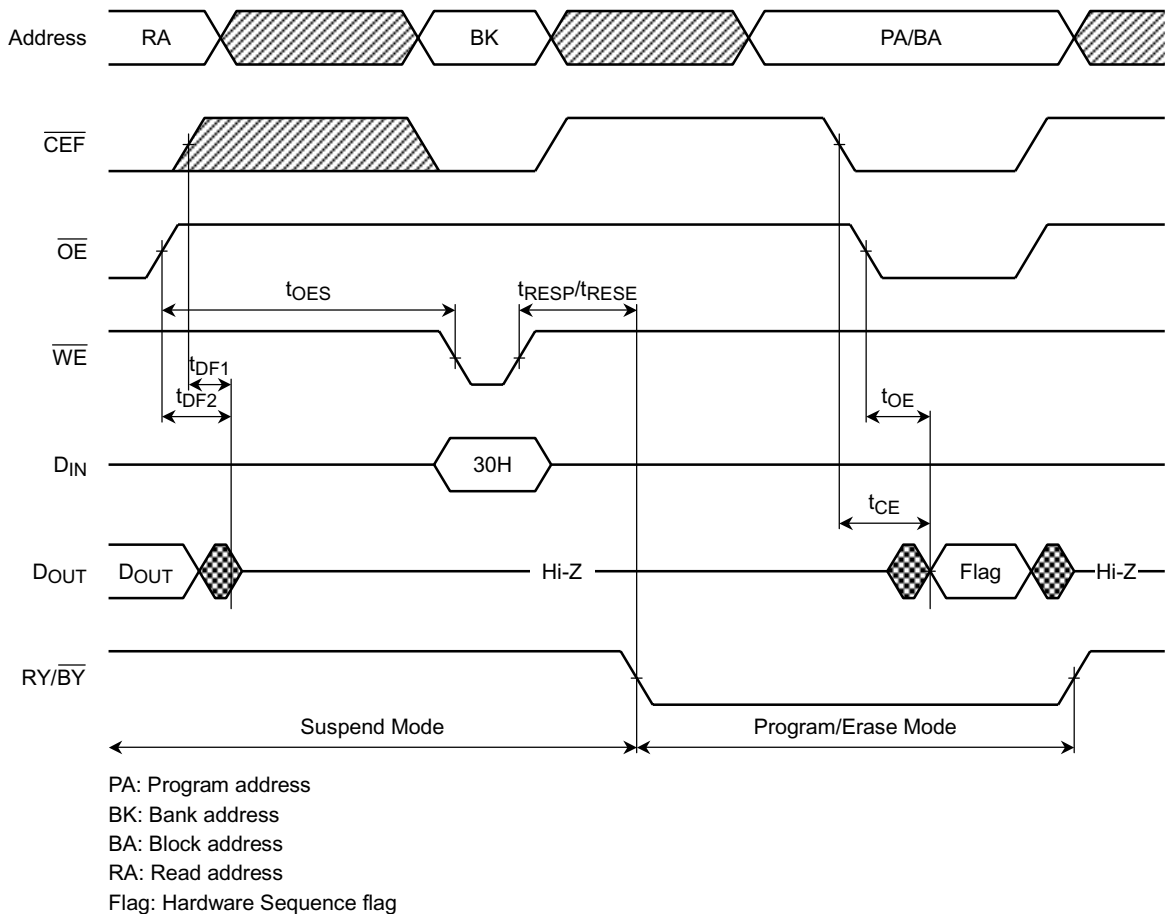 Address RA BK PA/BA
CEF
OE
tOES tRESP/tRESE
WE
tDF1
tDF2 tOE
DIN 30H
tCE
DOUT DOUT Hi-Z Flag Hi-Z
RY/BY
Suspend Mode Program/Erase Mode
PA: Program address
BK: Bank address
BA: Block address
RA: Read address
Flag: Hardware Sequence flag